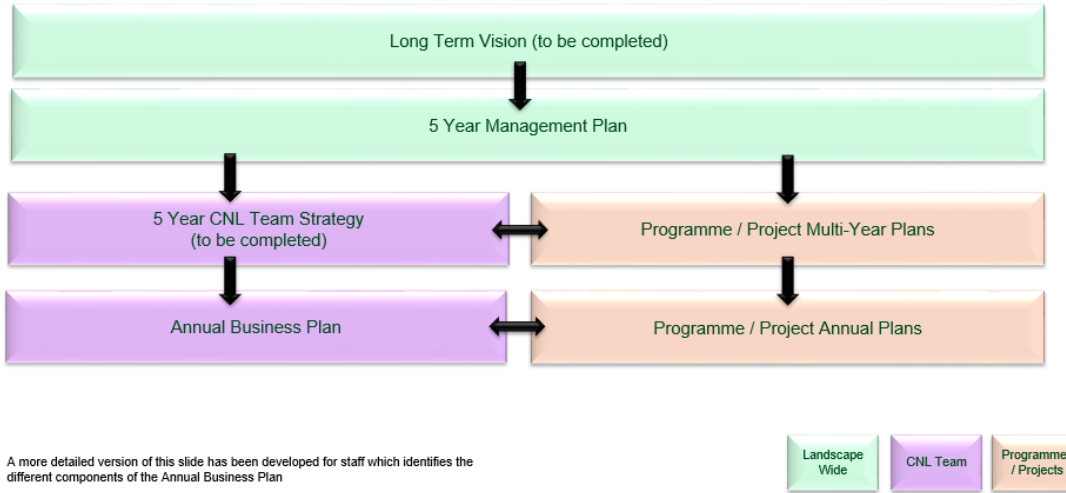 Long Term Vision (to be completed)
5 Year Management Plan
5 Year CNL Team Strategy
(to be completed)
Programme / Project Multi-Year Plans
Annual Business Plan
Programme / Project Annual Plans
A more detailed version of this slide has been developed for staff which identifies the
different components of the Annual Business Plan
Landscape
Wide
CNL Team
Programme
/ Projects